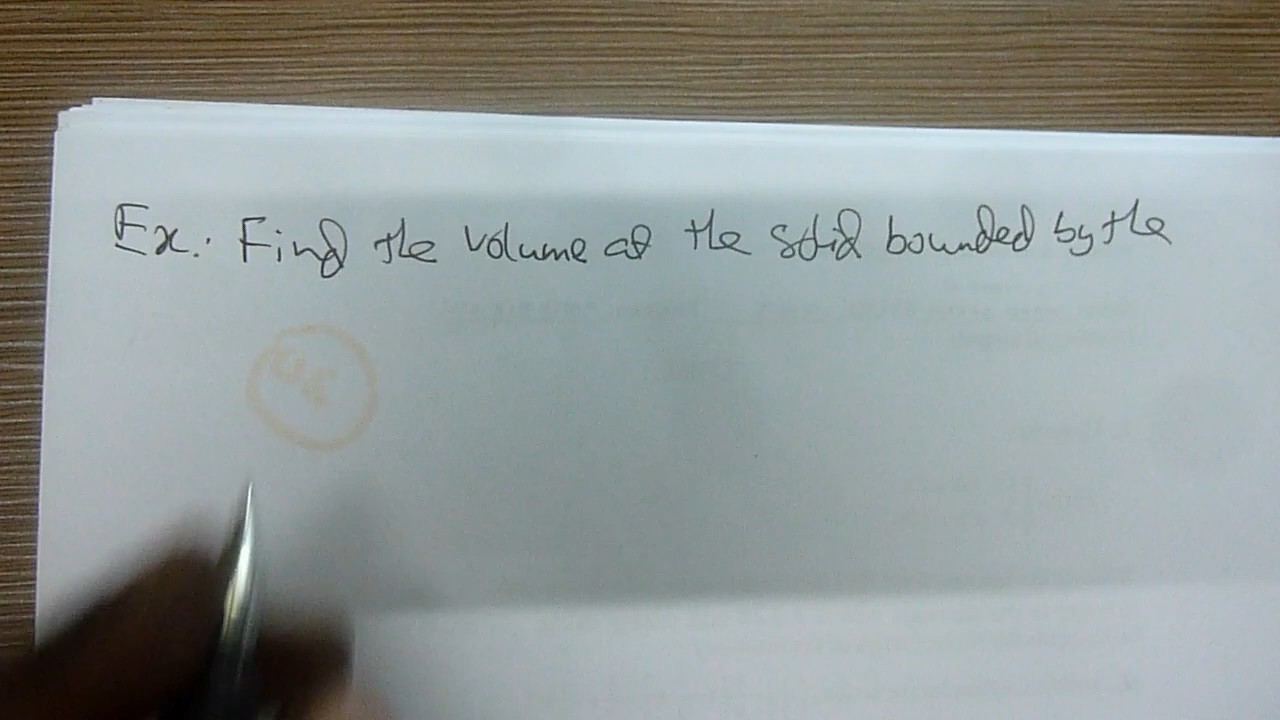 Ex. Find the volume of the solid bounded by the